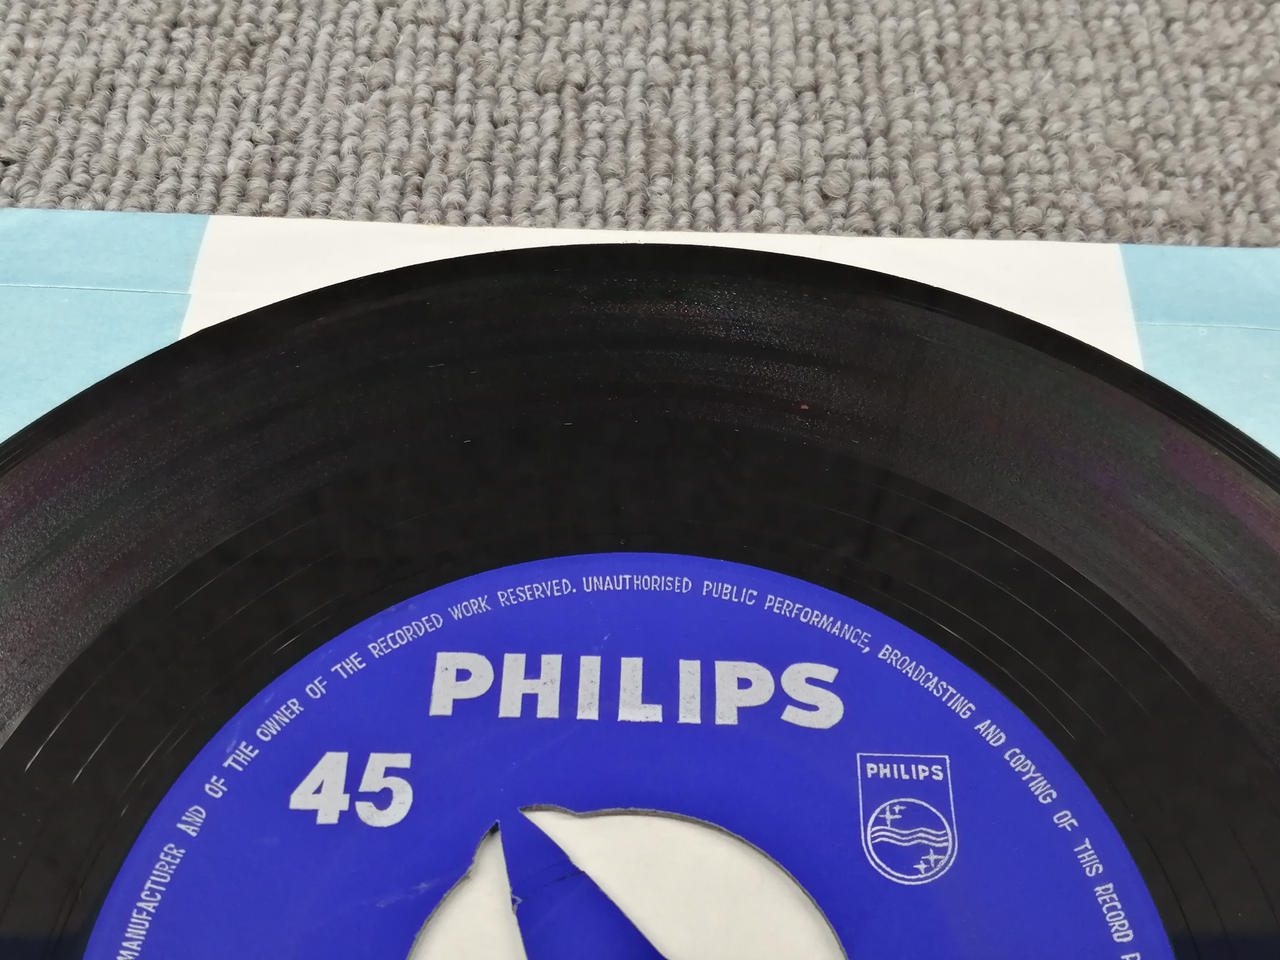 MANUFACTURER AND OF THE OWNER OF THE RECORDED WORK RESERVED. UNAUTHORISED PUBLIC PERFORMANCE, BROADCASTING AND COPYING OF THIS RECORD
PHILIPS
45
PHILIPS